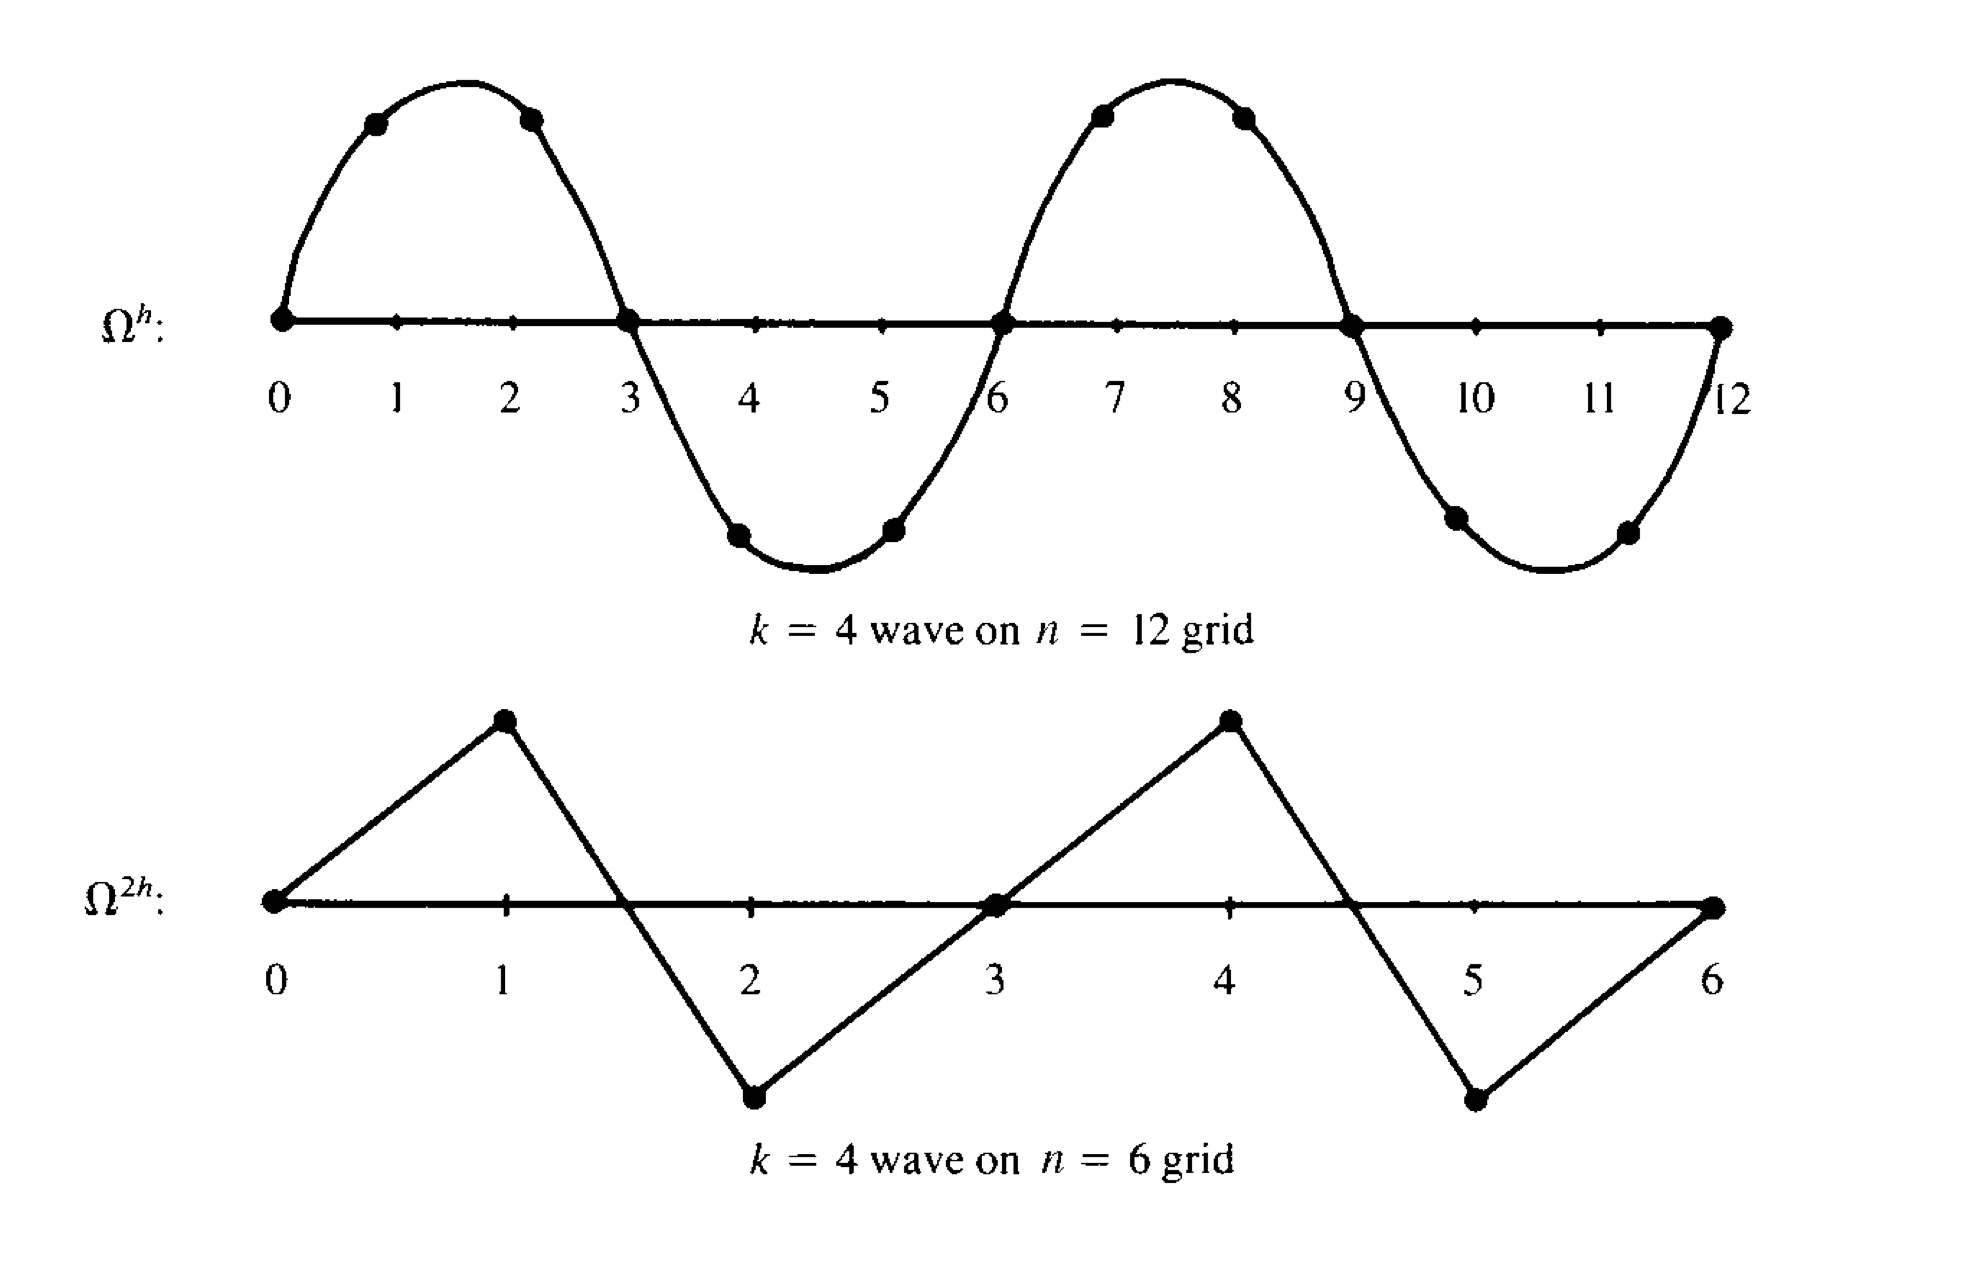 Ωʰ:
0 1 2 3 4 5 6 7 8 9 10 11 12
k = 4 wave on n = 12 grid
Ω²ʰ:
0 1 2 3 4 5 6
k = 4 wave on n = 6 grid